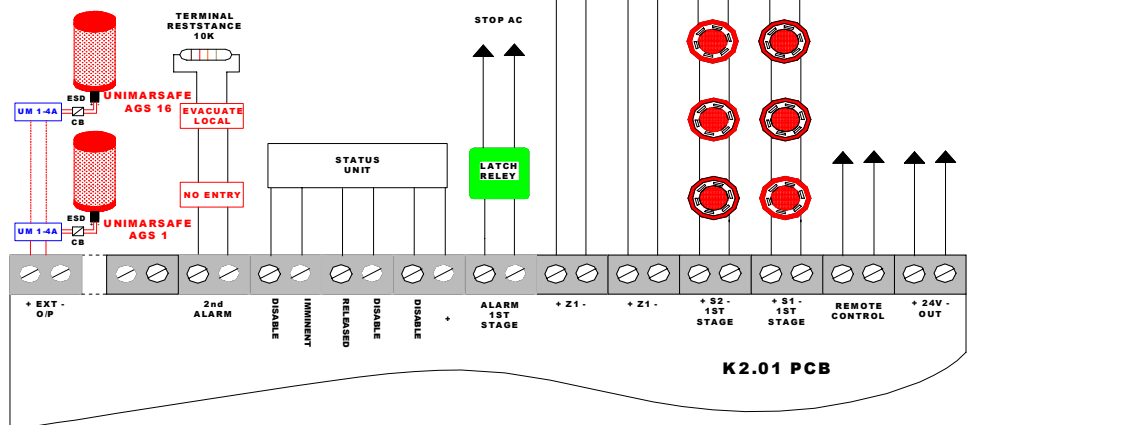 TERMINAL
RESTSTANCE
10K
STOP AC
ESD
UNIMARSAFE
AGS 16
UM 1-4A
CB
EVACUATE
LOCAL
STATUS
UNIT
LATCH
RELEY
NO ENTRY
ESD
UNIMARSAFE
AGS 1
UM 1-4A
CB
+ EXT -
O/P
2nd
ALARM
DISABLE
IMMINENT
RELEASED
DISABLE
DISABLE
+
ALARM
1ST
STAGE
+ Z1 -
+ Z1 -
+ S2 -
1ST
STAGE
+ S1 -
1ST
STAGE
REMOTE
CONTROL
+ 24V -
OUT
K2.01 PCB